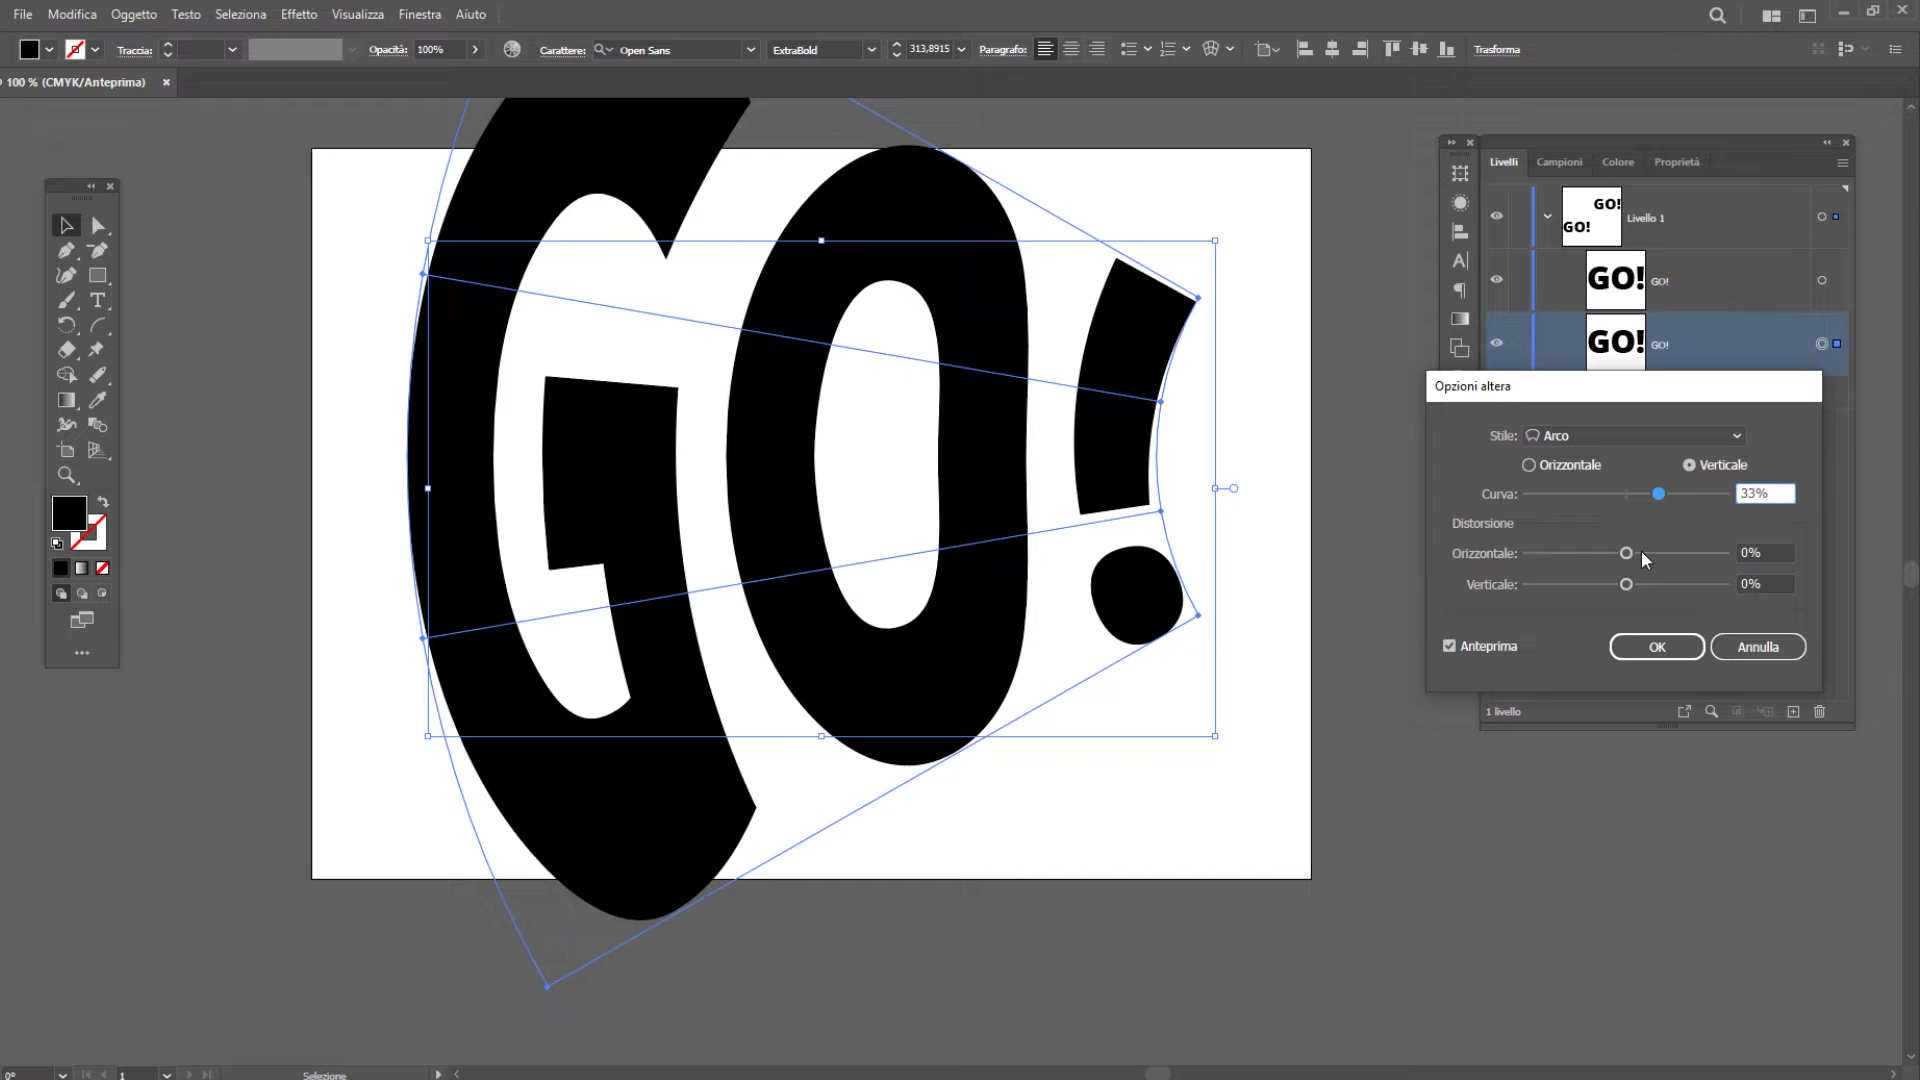 File Modifica Oggetto Testo Seleziona Effetto Visualizza Finestra Aiuto
Traccia: Opacità: 100% Carattere: Open Sans ExtraBold 313,8915 Paragrafo: Trasforma
100 % (CMYK/Anteprima)
Livelli Campioni Colore Proprietà
GO!
GO!
Livello 1
GO! GO!
GO! GO!
GO!
Opzioni altera
Stile: Arco
Orizzontale Verticale
Curva: 33%
Distorsione
Orizzontale: 0%
Verticale: 0%
Anteprima OK Annulla
1 livello
0° 1 Selezione